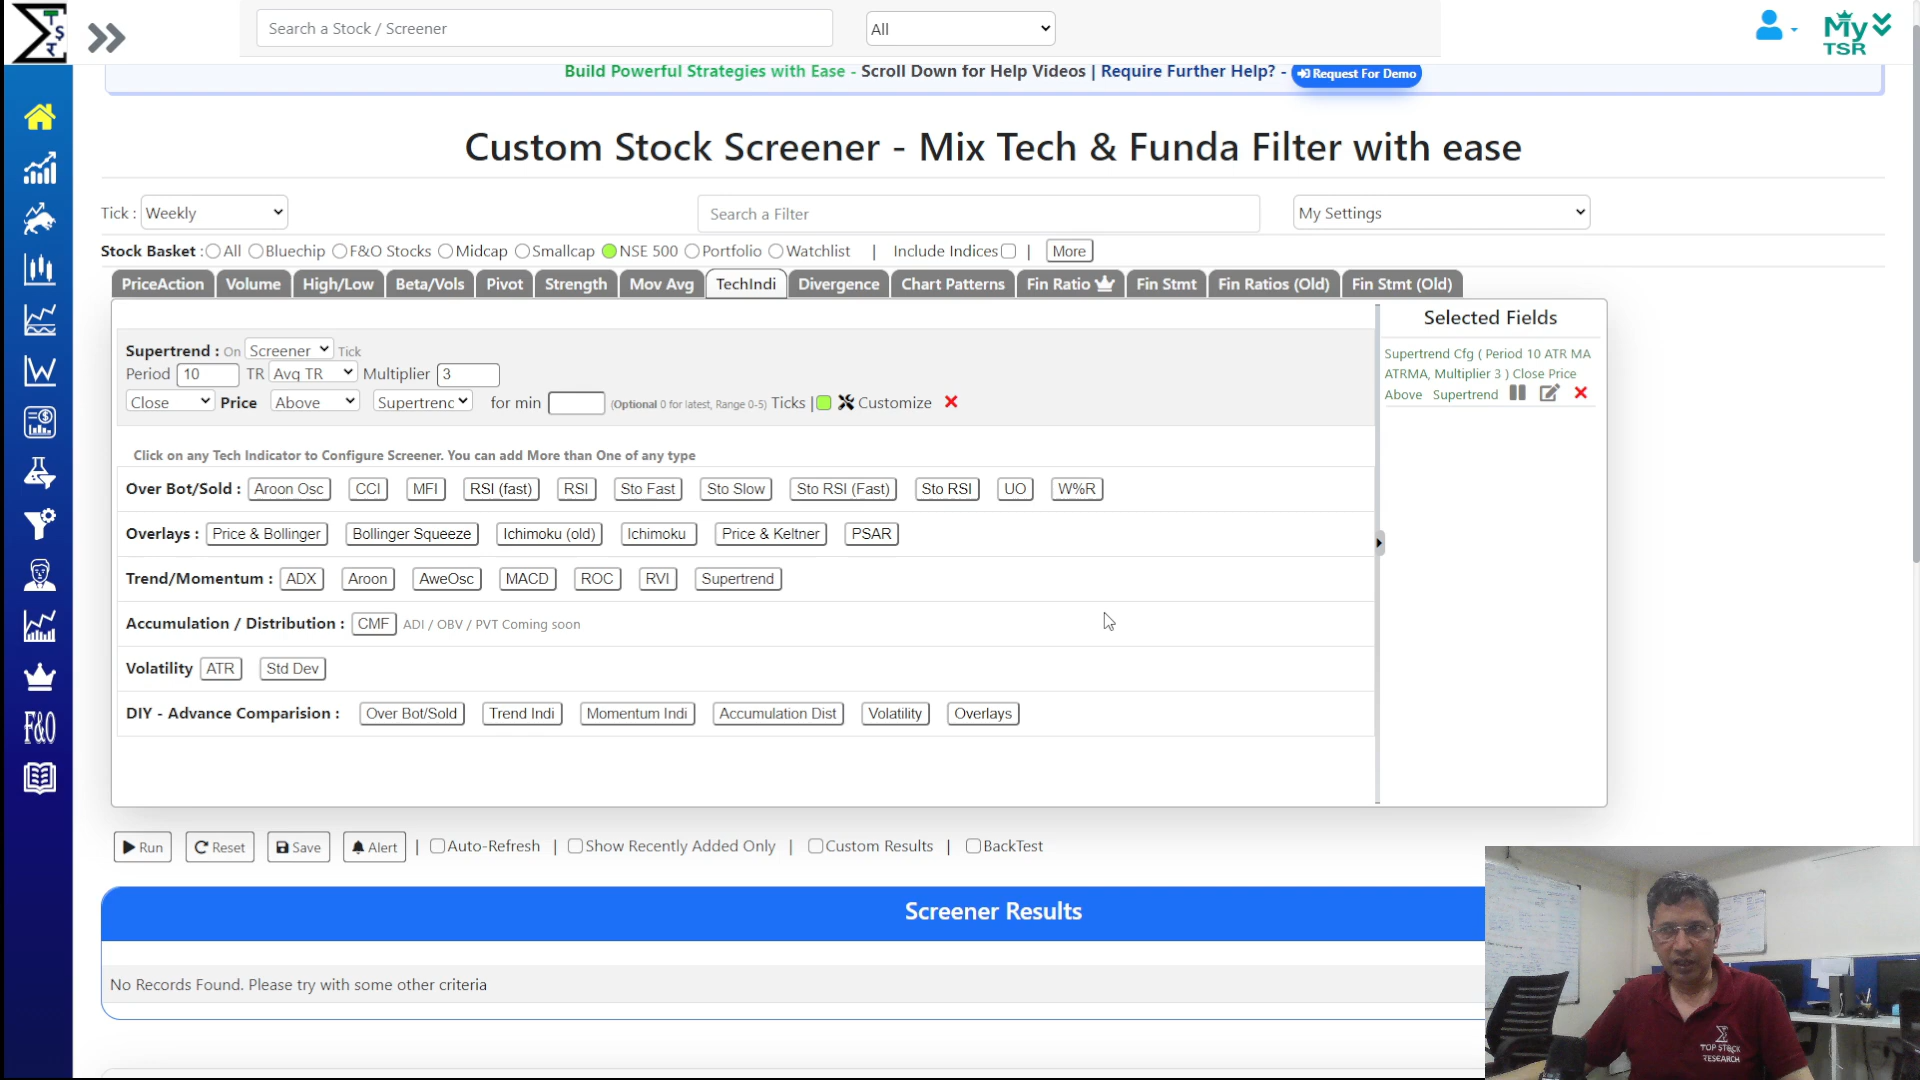 Search a Stock / Screener
All
My
TSR
Build Powerful Strategies with Ease - Scroll Down for Help Videos | Require Further Help? - Request For Demo
Custom Stock Screener - Mix Tech & Funda Filter with ease
Tick : Weekly
Search a Filter
My Settings
Stock Basket : All Bluechip F&O Stocks Midcap Smallcap NSE 500 Portfolio Watchlist | Include Indices | More
PriceAction Volume High/Low Beta/Vols Pivot Strength Mov Avg TechIndi Divergence Chart Patterns Fin Ratio Fin Stmt Fin Ratios (Old) Fin Stmt (Old)
Supertrend : On Screener Tick
Period 10 TR Avg TR Multiplier 3
Close Price Above Supertrend for min (Optional 0 for latest, Range 0-5) Ticks | Customize
Selected Fields
Supertrend Cfg ( Period 10 ATR MA
ATRMA, Multiplier 3 ) Close Price
Above Supertrend
Click on any Tech Indicator to Configure Screener. You can add More than One of any type
Over Bot/Sold : Aroon Osc CCI MFI RSI (fast) RSI Sto Fast Sto Slow Sto RSI (Fast) Sto RSI UO W%R
Overlays : Price & Bollinger Bollinger Squeeze Ichimoku (old) Ichimoku Price & Keltner PSAR
Trend/Momentum : ADX Aroon AweOsc MACD ROC RVI Supertrend
Accumulation / Distribution : CMF ADI / OBV / PVT Coming soon
Volatility ATR Std Dev
DIY - Advance Comparision : Over Bot/Sold Trend Indi Momentum Indi Accumulation Dist Volatility Overlays
F&O
Run Reset Save Alert | Auto-Refresh | Show Recently Added Only | Custom Results | BackTest
Screener Results
No Records Found. Please try with some other criteria
TOP STOCK
RESEARCH